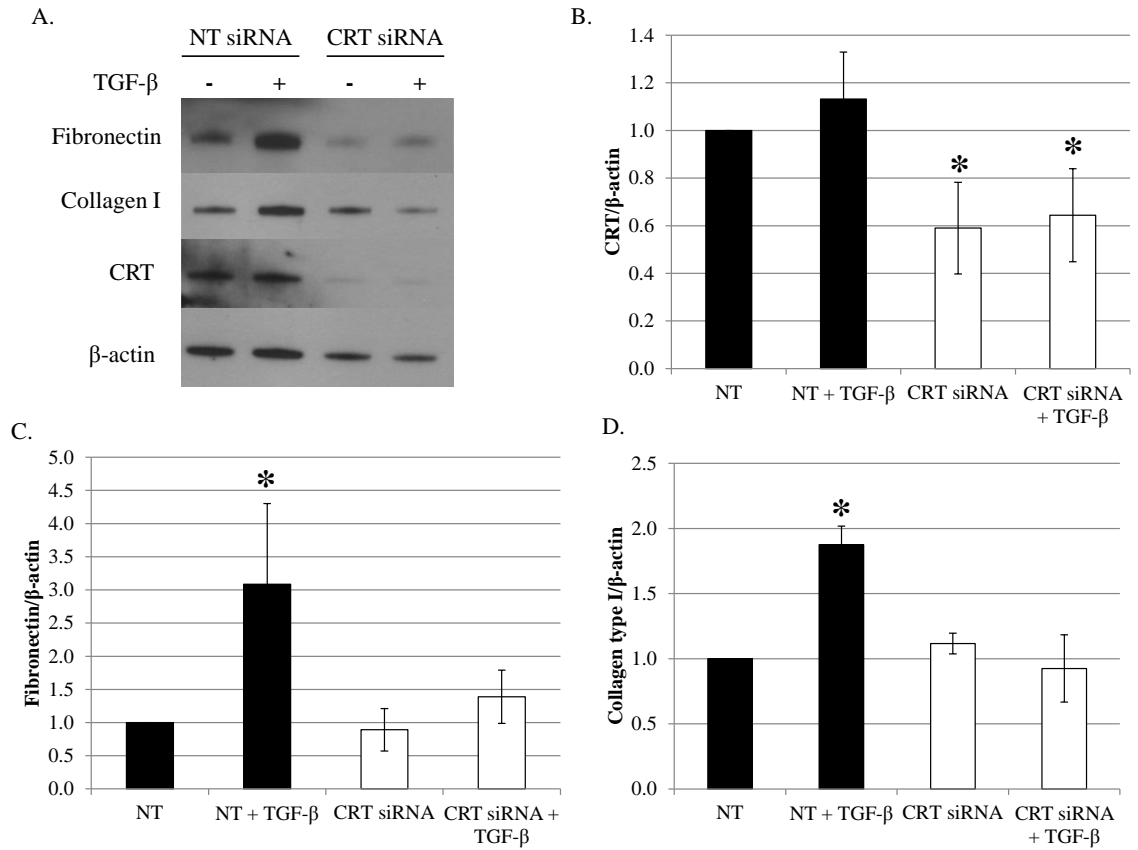 A.
NT siRNA CRT siRNA
TGF-β - + - +
Fibronectin
Collagen I
CRT
β-actin
B.
CRT/β-actin
1.4
1.2
1.0
0.8
0.6
0.4
0.2
0.0
*
*
NT NT + TGF-β CRT siRNA CRT siRNA
+ TGF-β
C.
Fibronectin/β-actin
5.0
4.5
4.0
3.5
3.0
2.5
2.0
1.5
1.0
0.5
0.0
*
NT NT + TGF-β CRT siRNA CRT siRNA +
TGF-β
D.
Collagen type I/β-actin
2.5
2.0
1.5
1.0
0.5
0.0
*
NT NT + TGF-β CRT siRNA CRT siRNA
+ TGF-β